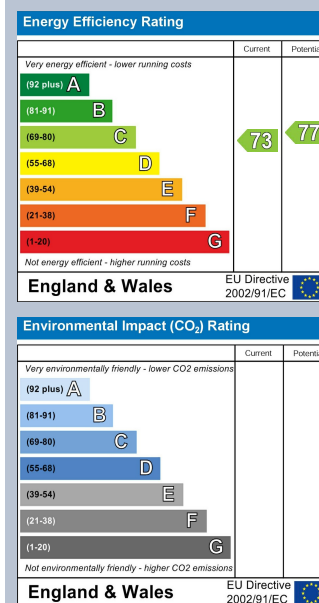 Energy Efficiency Rating
Current Potentia
Very energy efficient - lower running costs
(92 plus) A
(81-91) B
(69-80) C
73 77
(55-68) D
(39-54) E
(21-38) F
(1-20) G
Not energy efficient - higher running costs
England & Wales
EU Directive
2002/91/EC
Environmental Impact (CO₂) Rating
Current Potentia
Very environmentally friendly - lower CO2 emissions
(92 plus) A
(81-91) B
(69-80) C
(55-68) D
(39-54) E
(21-38) F
(1-20) G
Not environmentally friendly - higher CO2 emissions
England & Wales
EU Directive
2002/91/EC